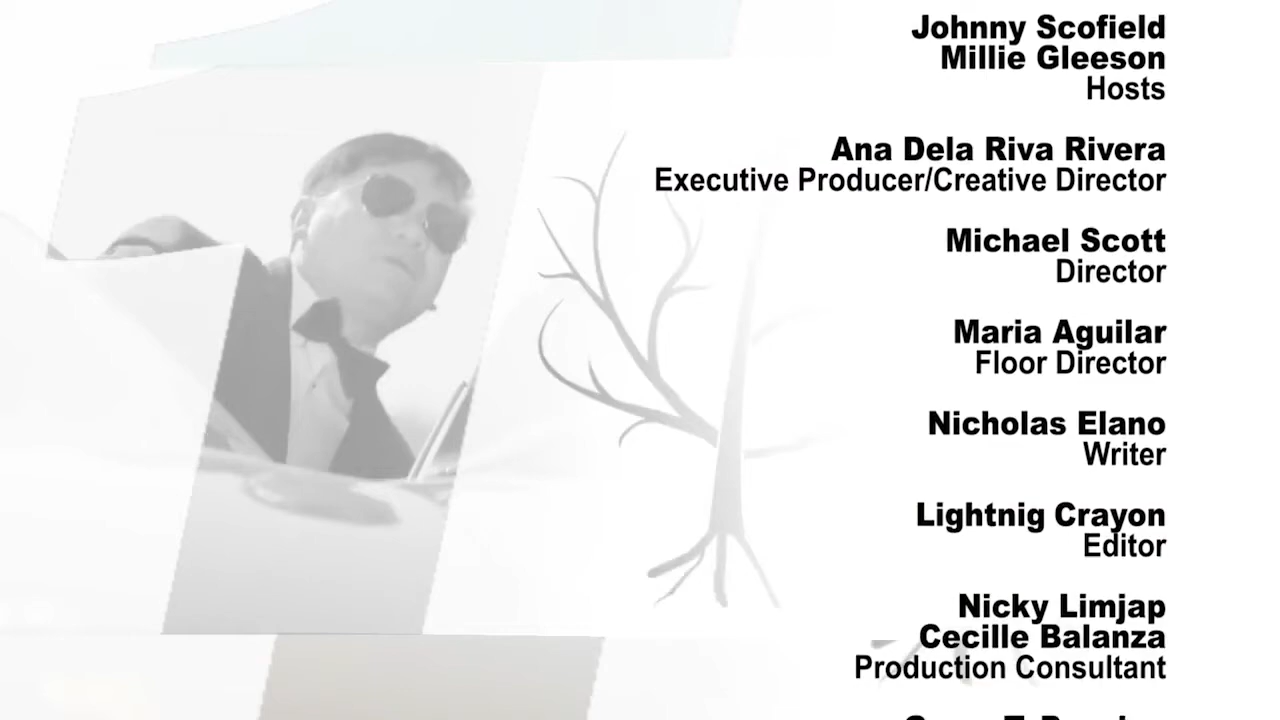 Johnny Scofield
Millie Gleeson
Hosts
Ana Dela Riva Rivera
Executive Producer/Creative Director
Michael Scott
Director
Maria Aguilar
Floor Director
Nicholas Elano
Writer
Lightnig Crayon
Editor
Nicky Limjap
Cecille Balanza
Production Consultant